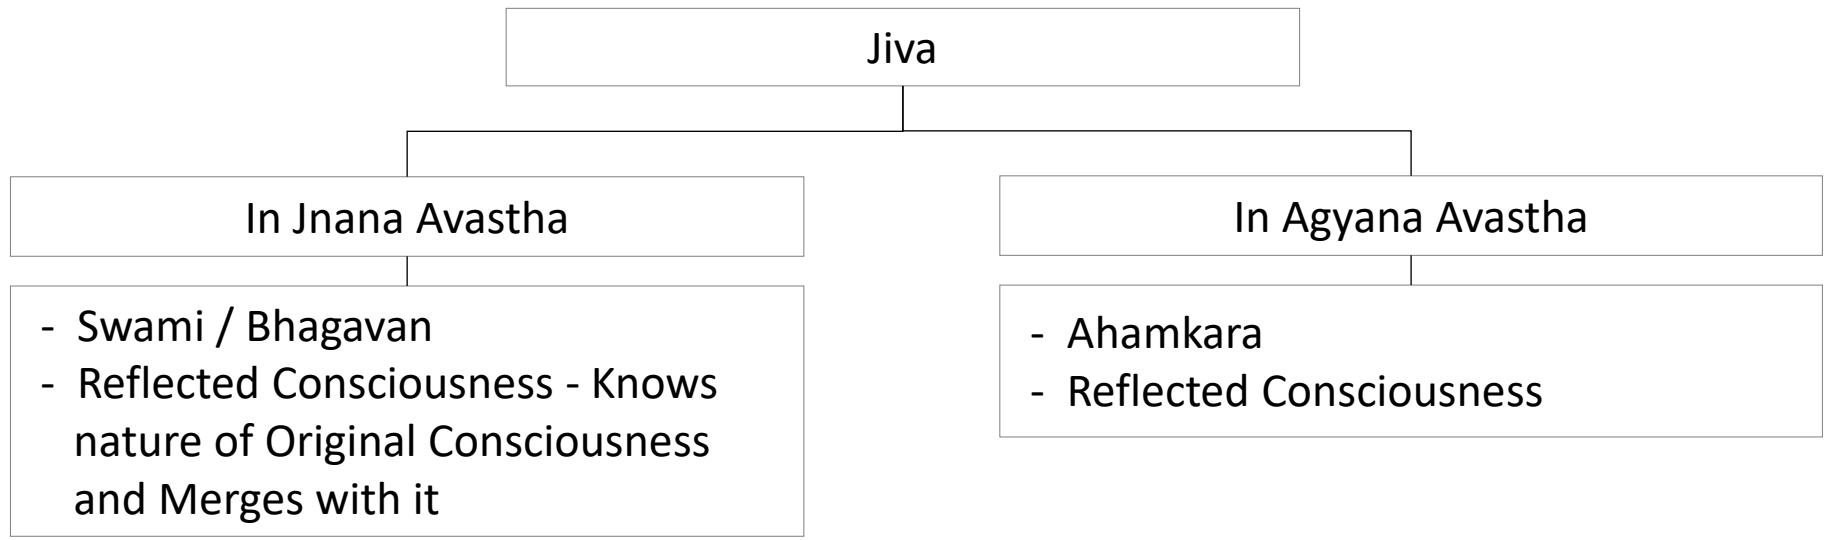 Jiva
In Jnana Avastha
In Agyana Avastha
- Swami / Bhagavan
- Reflected Consciousness - Knows
nature of Original Consciousness
and Merges with it
- Ahamkara
- Reflected Consciousness